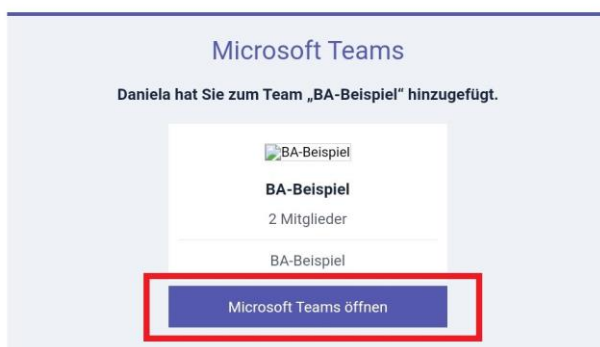 Microsoft Teams
Daniela hat Sie zum Team „BA-Beispiel“ hinzugefügt.
BA-Beispiel
BA-Beispiel
2 Mitglieder
BA-Beispiel
Microsoft Teams öffnen